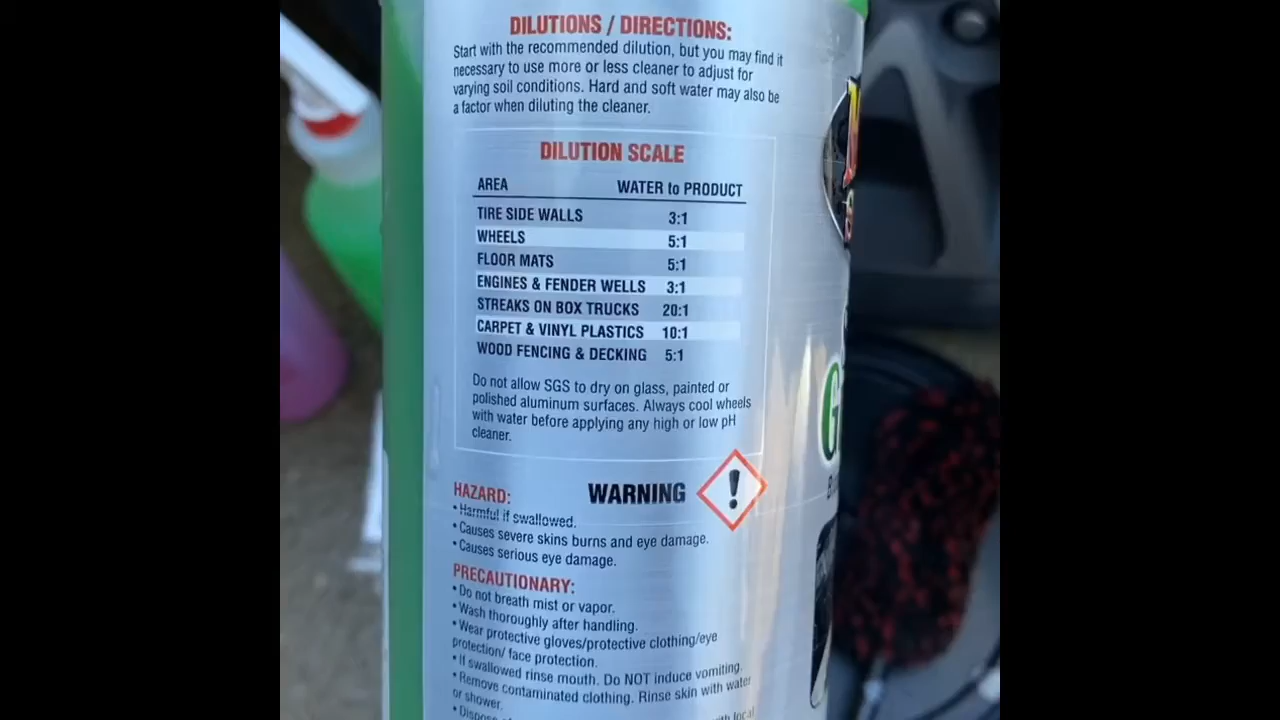 DILUTIONS / DIRECTIONS:
Start with the recommended dilution, but you may find it
necessary to use more or less cleaner to adjust for
varying soil conditions. Hard and soft water may also be
a factor when diluting the cleaner.
DILUTION SCALE
AREA WATER to PRODUCT
TIRE SIDE WALLS 3:1
WHEELS 5:1
FLOOR MATS 5:1
ENGINES & FENDER WELLS 3:1
STREAKS ON BOX TRUCKS 20:1
CARPET & VINYL PLASTICS 10:1
WOOD FENCING & DECKING 5:1
Do not allow SGS to dry on glass, painted or
polished aluminum surfaces. Always cool wheels
with water before applying any high or low pH
cleaner.
WARNING
HAZARD:
• Harmful if swallowed.
• Causes severe skins burns and eye damage.
• Causes serious eye damage.
PRECAUTIONARY:
• Do not breath mist or vapor.
• Wash thoroughly after handling.
• Wear protective gloves/protective clothing/eye
protection/ face protection.
• If swallowed rinse mouth. Do NOT induce vomiting.
• Remove contaminated clothing. Rinse skin with water
or shower.
local
G